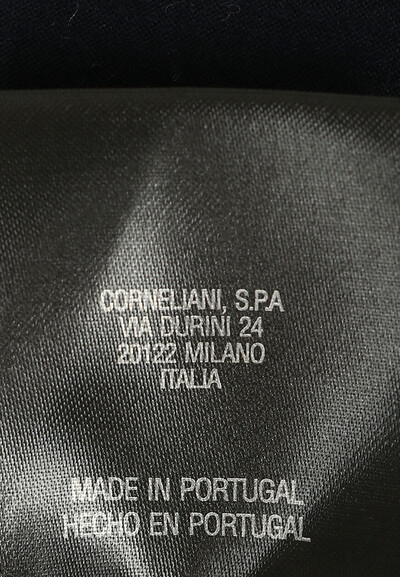 CORNELIANI, S.P.A
VIA DURINI 24
20122 MILANO
ITALIA
MADE IN PORTUGAL
HECHO EN PORTUGAL